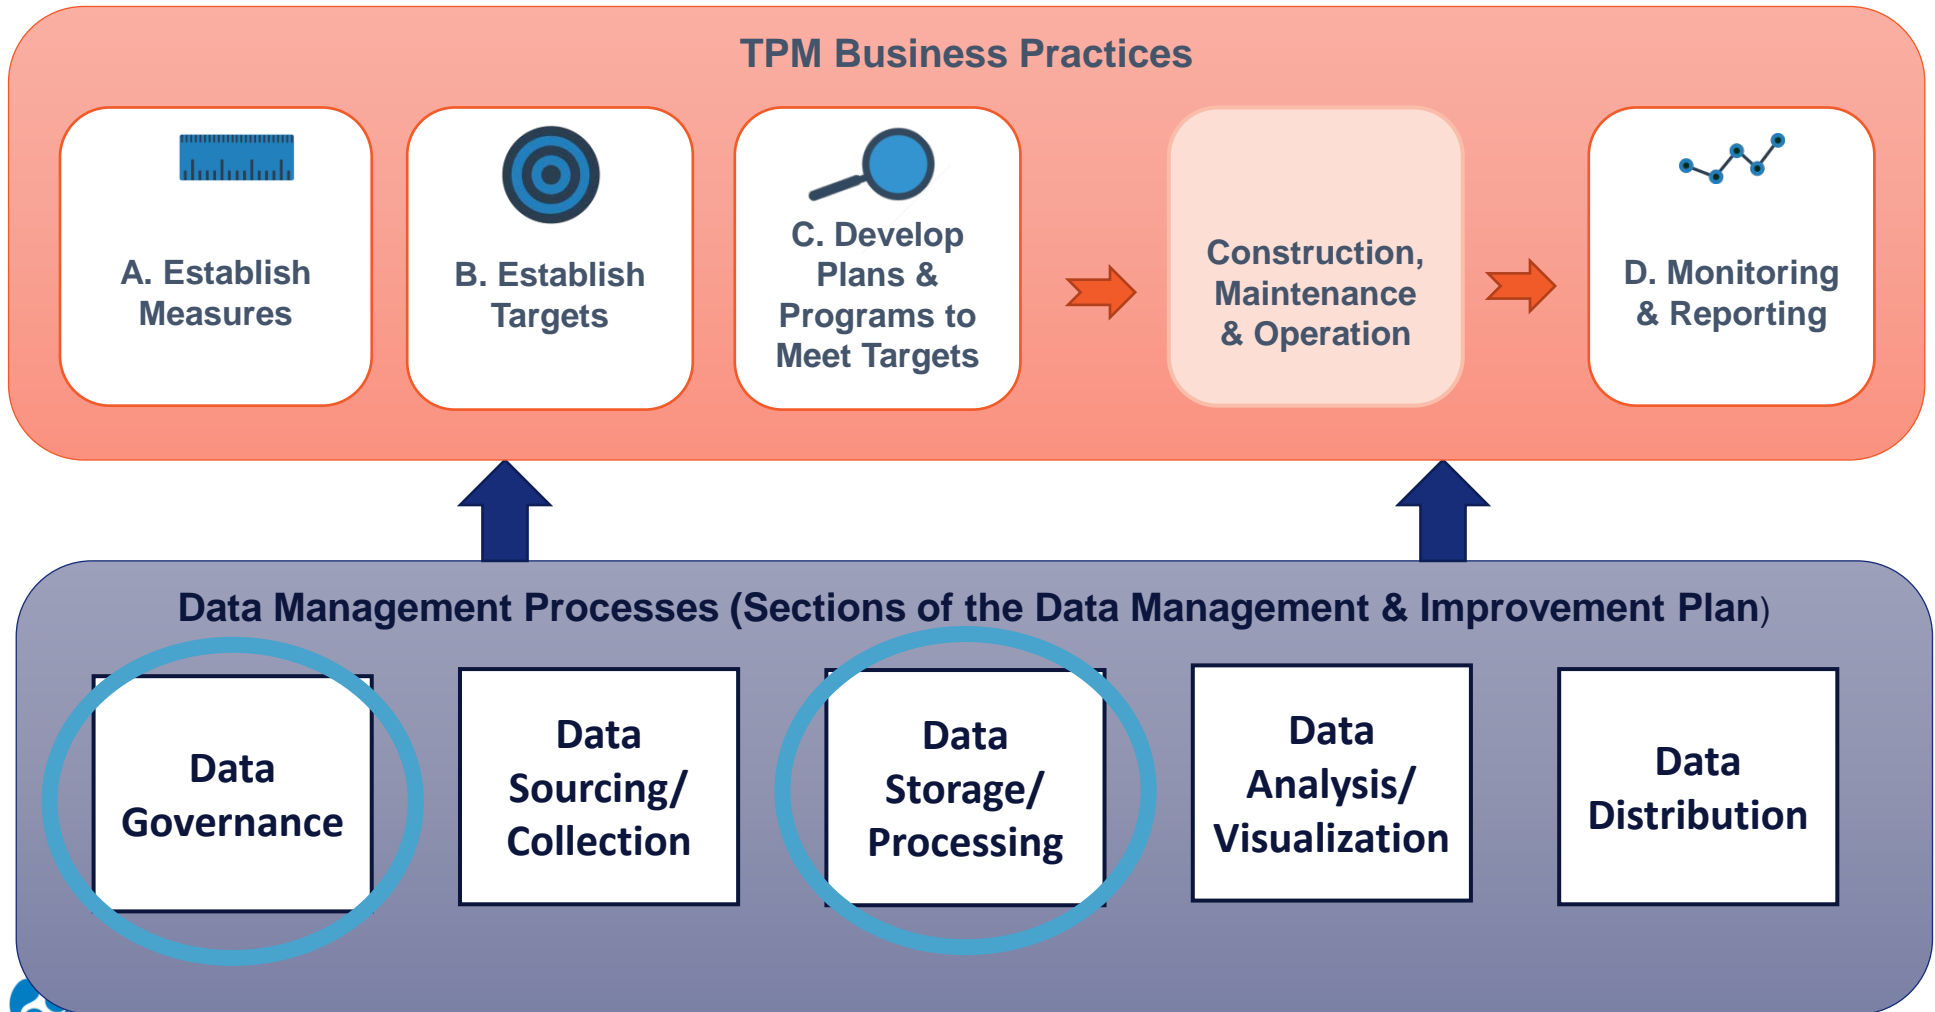 TPM Business Practices
A. Establish
Measures
B. Establish
Targets
C. Develop
Plans &
Programs to
Meet Targets
Construction,
Maintenance
& Operation
D. Monitoring
& Reporting
Data Management Processes (Sections of the Data Management & Improvement Plan)
Data
Governance
Data
Sourcing/
Collection
Data
Storage/
Processing
Data
Analysis/
Visualization
Data
Distribution